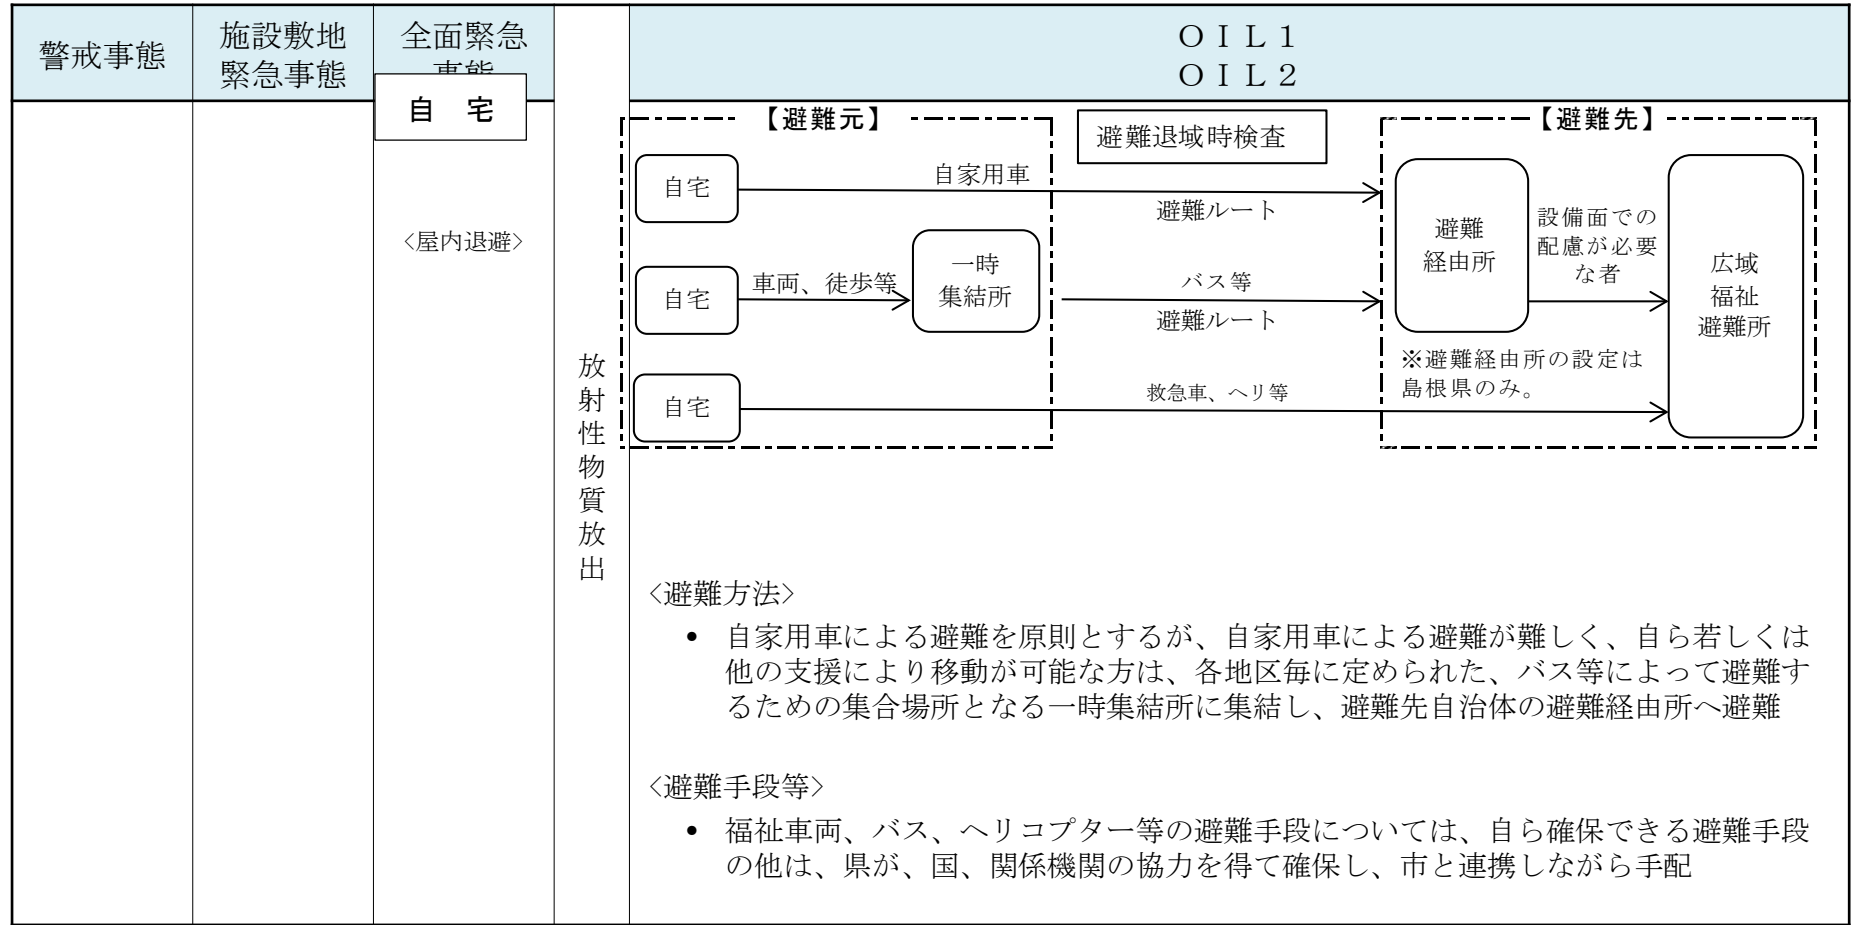 警戒事態
施設敷地
緊急事態
全面緊急
事態
自　宅
<屋内退避>
放射性物質放出
ＯＩＬ１
ＯＩＬ２
【避難元】
避難退域時検査
【避難先】
自宅
自家用車
避難ルート
自宅
車両、徒歩等
一時
集結所
バス等
避難ルート
自宅
救急車、ヘリ等
避難
経由所
設備面での
配慮が必要
な者
広域
福祉
避難所
※避難経由所の設定は
島根県のみ。
<避難方法>
• 自家用車による避難を原則とするが、自家用車による避難が難しく、自ら若しくは
他の支援により移動が可能な方は、各地区毎に定められた、バス等によって避難す
るための集合場所となる一時集結所に集結し、避難先自治体の避難経由所へ避難
<避難手段等>
• 福祉車両、バス、ヘリコプター等の避難手段については、自ら確保できる避難手段
の他は、県が、国、関係機関の協力を得て確保し、市と連携しながら手配